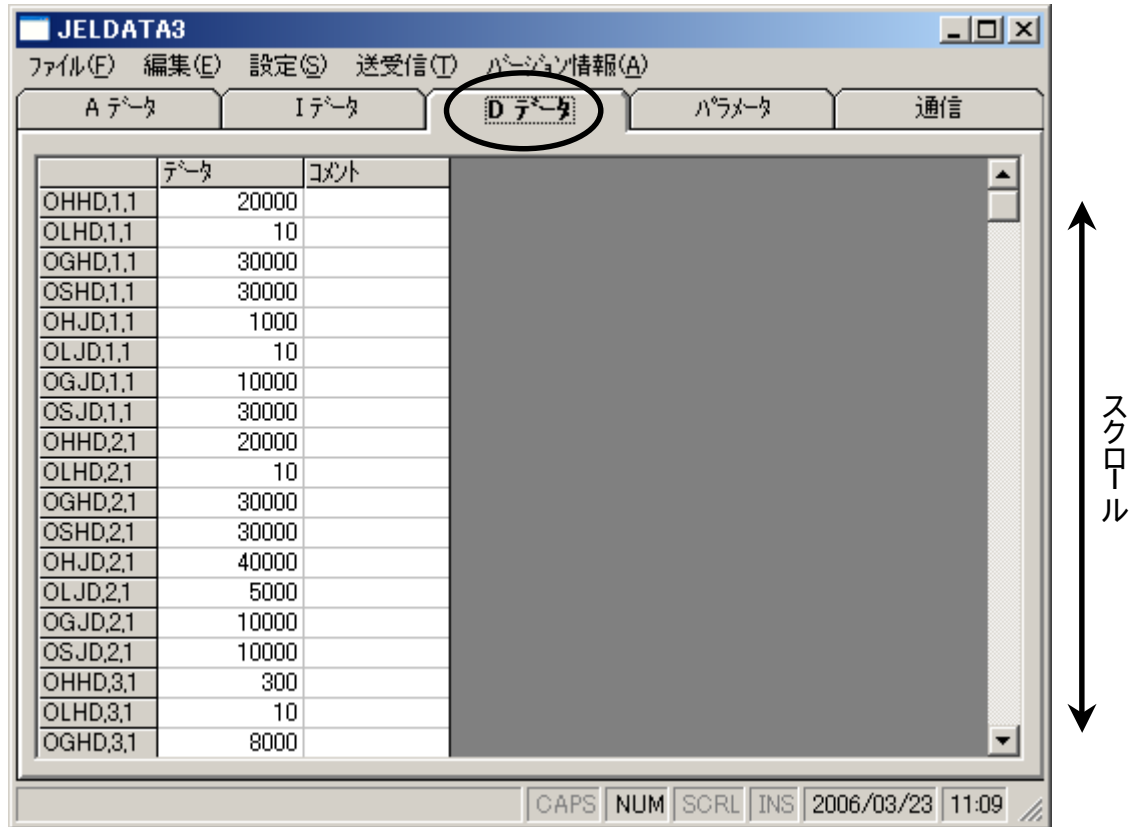 JELDATA3
ﾌｧｲﾙ(F) 編集(E) 設定(S) 送受信(T) ﾊﾞｰｼﾞｮﾝ情報(A)
A ﾃﾞｰﾀ I ﾃﾞｰﾀ D ﾃﾞｰﾀ ﾊﾟﾗﾒｰﾀ 通信
ﾃﾞｰﾀ ｺﾒﾝﾄ
OHHD,1,1 20000
OLHD,1,1 10
OGHD,1,1 30000
OSHD,1,1 30000
OHJD,1,1 1000
OLJD,1,1 10
OGJD,1,1 10000
OSJD,1,1 30000
OHHD,2,1 20000
OLHD,2,1 10
OGHD,2,1 30000
OSHD,2,1 30000
OHJD,2,1 40000
OLJD,2,1 5000
OGJD,2,1 10000
OSJD,2,1 10000
OHHD,3,1 300
OLHD,3,1 10
OGHD,3,1 8000
スクロール
CAPS NUM SCRL INS 2006/03/23 11:09